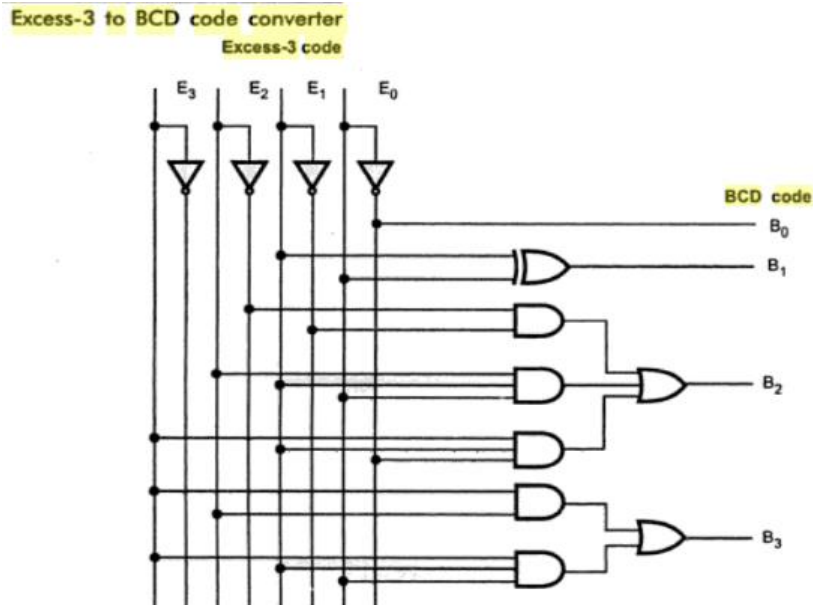 Excess-3 to BCD code converter
Excess-3 code
E₃ E₂ E₁ E₀
BCD code
B₀
B₁
B₂
B₃